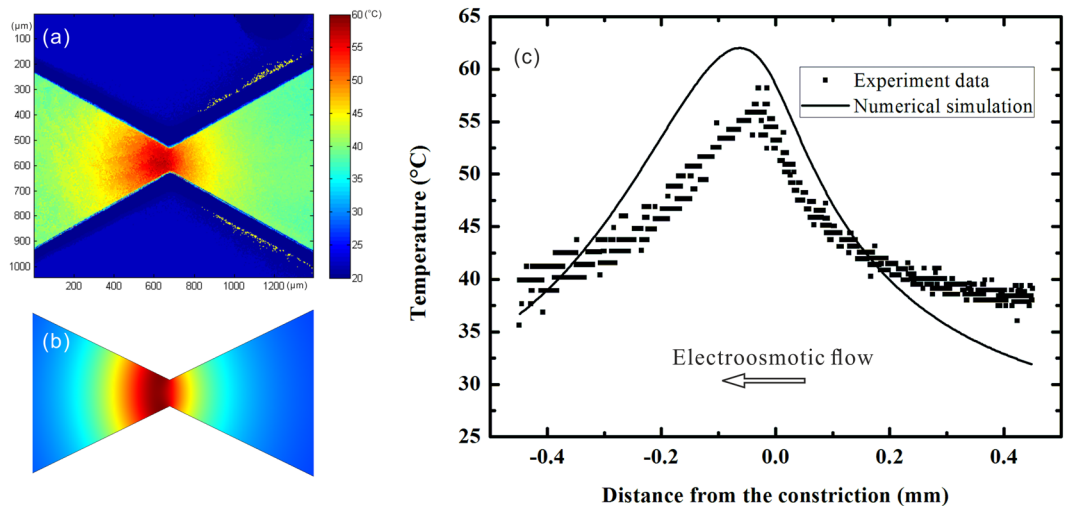 (μm)
100
200
300
400
500
600
700
800
900
1000
(a)
200 400 600 800 1000 1200 (μm)
60 (°C)
55
50
45
40
35
30
25
20
(b)
(c)
65
60
55
50
45
40
35
30
25
Temperature (°C)
Experiment data
Numerical simulation
Electroosmotic flow
-0.4 -0.2 0.0 0.2 0.4
Distance from the constriction (mm)